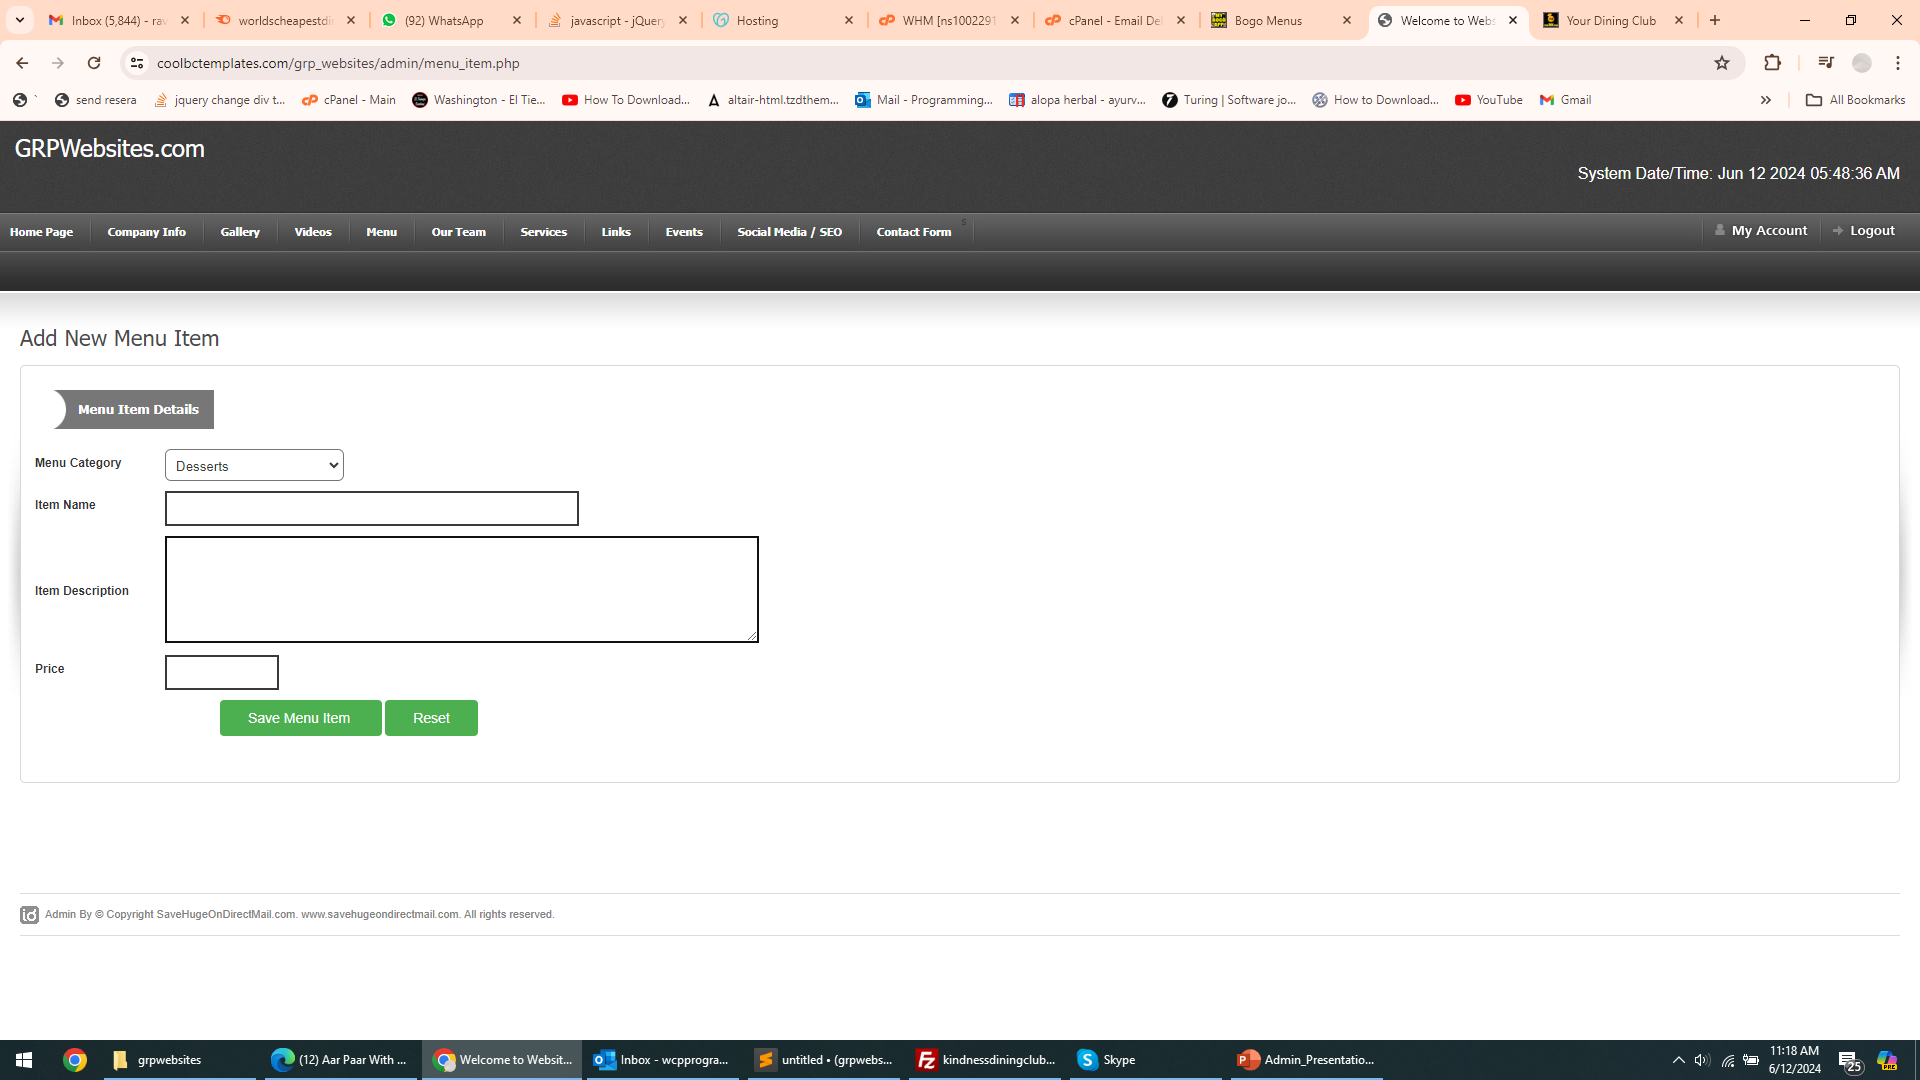 Inbox (5,844) - rav
worldscheapestdi
(92) WhatsApp
javascript - jQuery
Hosting
WHM [ns1002291
cPanel - Email Del
Bogo Menus
Welcome to Webs
Your Dining Club
coolbctemplates.com/grp_websites/admin/menu_item.php
send resera
jquery change div t...
cPanel - Main
Washington - El Tie...
How To Download...
altair-html.tzdthem...
Mail - Programming...
alopa herbal - ayurv...
Turing | Software jo...
How to Download...
YouTube
Gmail
All Bookmarks
GRPWebsites.com
System Date/Time: Jun 12 2024 05:48:36 AM
Home Page
Company Info
Gallery
Videos
Menu
Our Team
Services
Links
Events
Social Media / SEO
Contact Form
s
My Account
Logout
Add New Menu Item
Menu Item Details
Menu Category
Desserts
Item Name
Item Description
Price
Save Menu Item
Reset
Admin By © Copyright SaveHugeOnDirectMail.com. www.savehugeondirectmail.com. All rights reserved.
grpwebsites
(12) Aar Paar With ...
Welcome to Websit...
Inbox - wcpprogra...
untitled • (grpwebs...
kindnessdiningclub...
Skype
Admin_Presentatio...
11:18 AM
6/12/2024
25